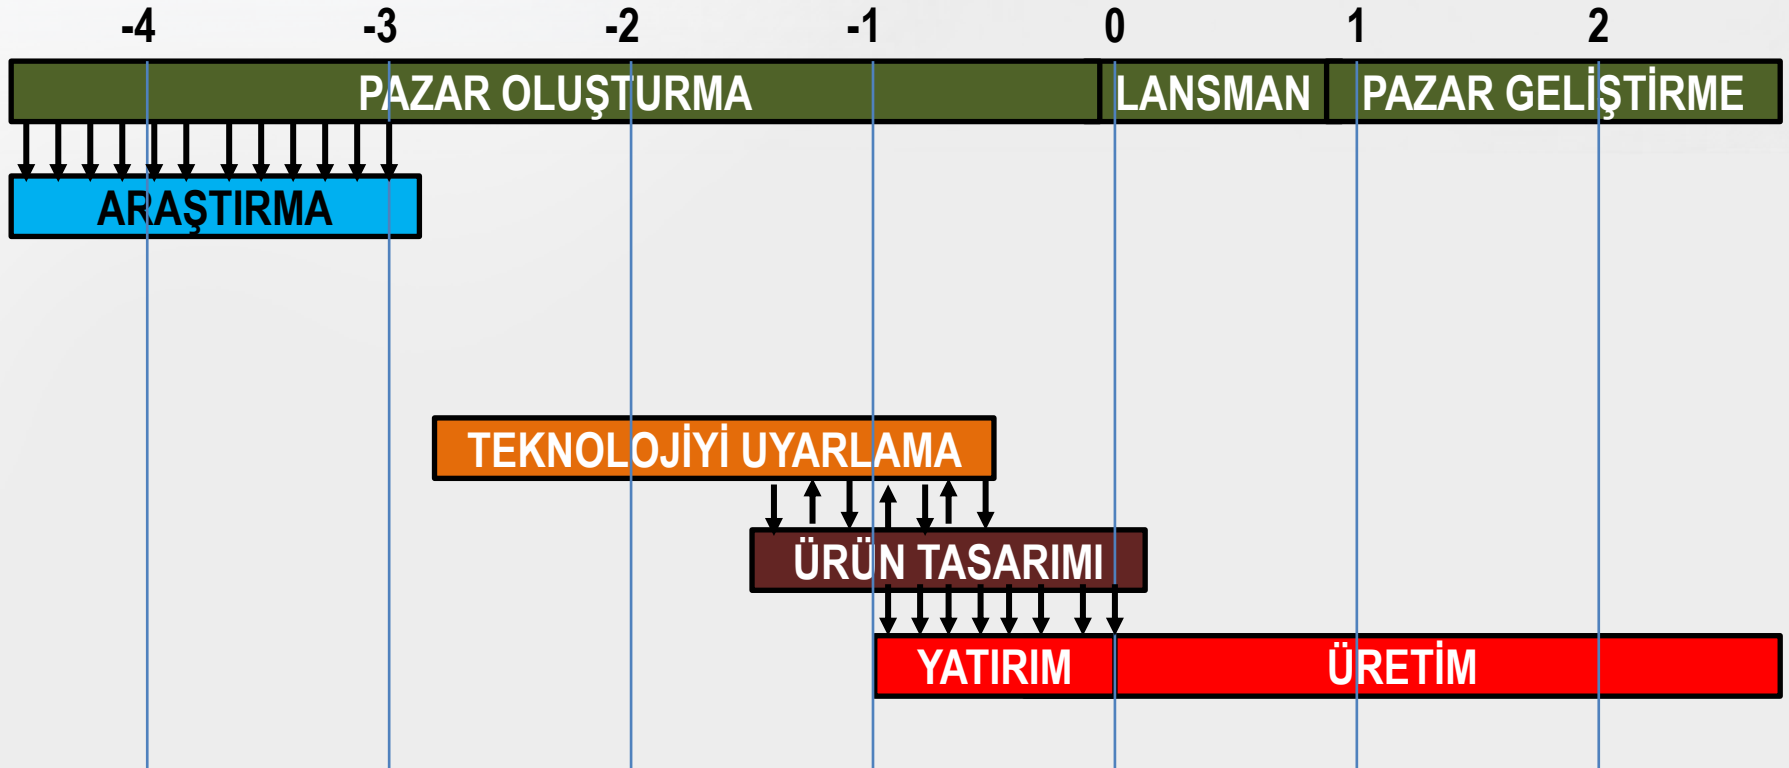 -4 -3 -2 -1 0 1 2
PAZAR OLUŞTURMA LANSMAN PAZAR GELİŞTİRME
ARAŞTIRMA
TEKNOLOJİYİ UYARLAMA
ÜRÜN TASARIMI
YATIRIM ÜRETİM